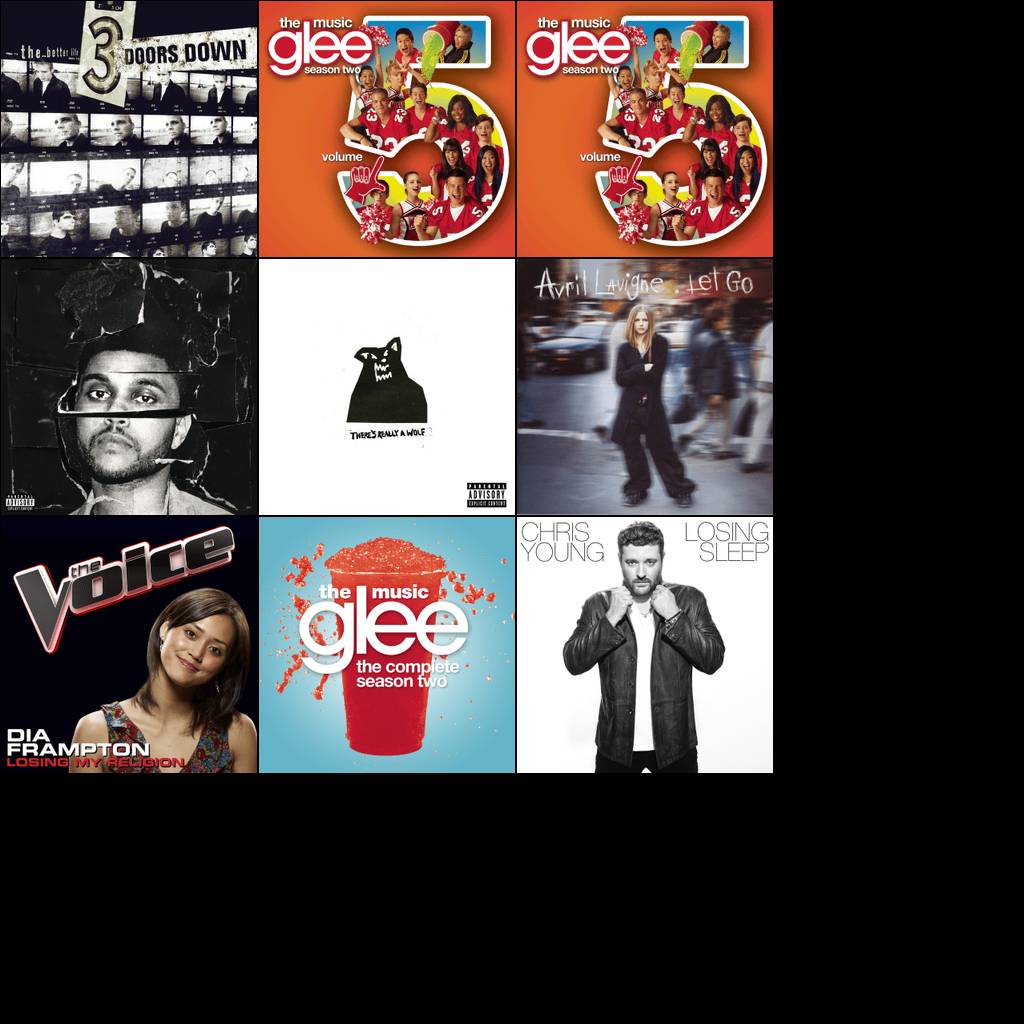 the better life
3
DOORS DOWN
the music
glee
season two
volume
5
the music
glee
season two
volume
5
PARENTAL
ADVISORY
EXPLICIT CONTENT
THERE'S REALLY A WOLF
PARENTAL
ADVISORY
EXPLICIT CONTENT
AVRIL LAVIGNE. LET GO
the
Voice
DIA
FRAMPTON
LOSING MY RELIGION
the music
glee
the complete
season two
CHRIS
YOUNG
LOSING
SLEEP